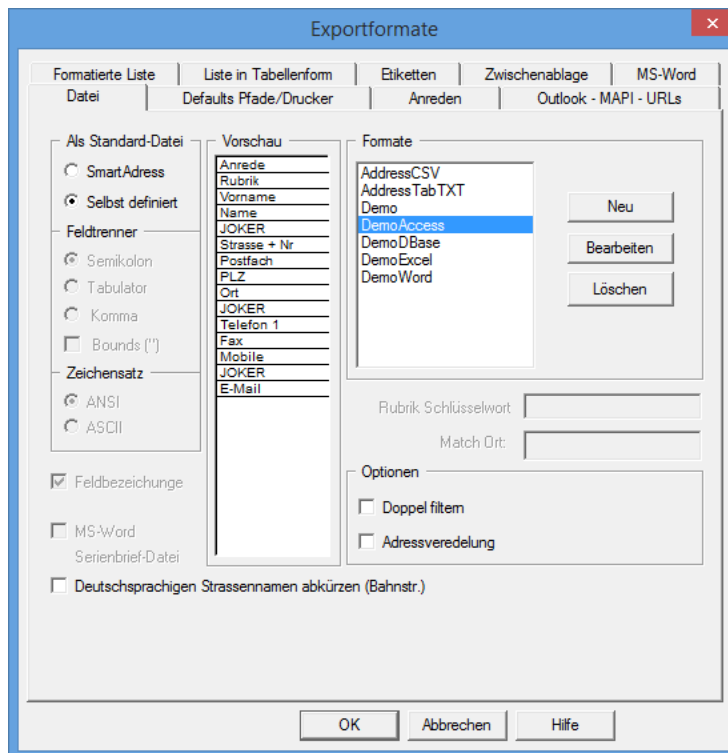 Exportformate
Formatierte Liste
Liste in Tabellenform
Etiketten
Zwischenablage
MS-Word
Datei
Defaults Pfade/Drucker
Anreden
Outlook - MAPI - URLs
Als Standard-Datei
SmartAdress
Selbst definiert
Feldtrenner
Semikolon
Tabulator
Komma
Bounds (")
Zeichensatz
ANSI
ASCII
Feldbezeichunge
MS-Word
Serienbrief-Datei
Deutschsprachigen Strassennamen abkürzen (Bahnstr.)
Vorschau
Anrede
Rubrik
Vorname
Name
JOKER
Strasse + Nr
Postfach
PLZ
Ort
JOKER
Telefon 1
Fax
Mobile
JOKER
E-Mail
Formate
AddressCSV
AddressTabTXT
Demo
DemoAccess
DemoDBase
DemoExcel
DemoWord
Neu
Bearbeiten
Löschen
Rubrik Schlüsselwort
Match Ort:
Optionen
Doppel filtern
Adressveredelung
OK
Abbrechen
Hilfe